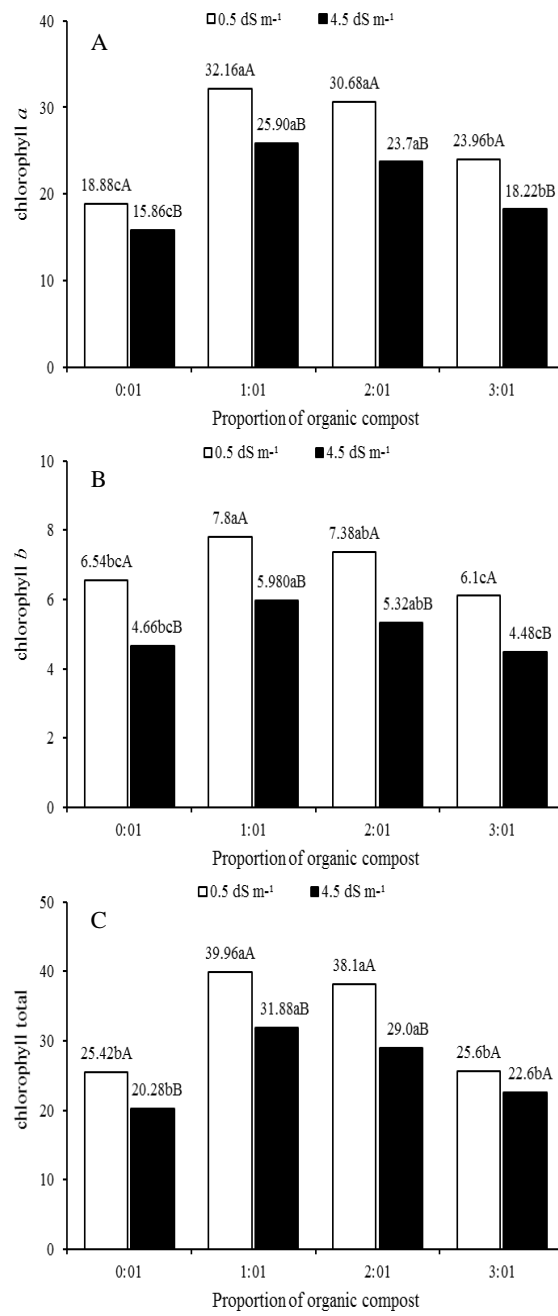 0.5 dS m⁻¹ 4.5 dS m⁻¹
A
40
30
20
10
0
chlorophyll a
18.88cA
15.86cB
32.16aA
25.90aB
30.68aA
23.7aB
23.96bA
18.22bB
0:01 1:01 2:01 3:01
Proportion of organic compost
0.5 dS m⁻¹ 4.5 dS m⁻¹
B
10
8
6
4
2
0
chlorophyll b
6.54bcA
4.66bcB
7.8aA
5.980aB
7.38abA
5.32abB
6.1cA
4.48cB
0:01 1:01 2:01 3:01
Proportion of organic compost
0.5 dS m⁻¹ 4.5 dS m⁻¹
C
50
40
30
20
10
0
chlorophyll total
25.42bA
20.28bB
39.96aA
31.88aB
38.1aA
29.0aB
25.6bA
22.6bA
0:01 1:01 2:01 3:01
Proportion of organic compost